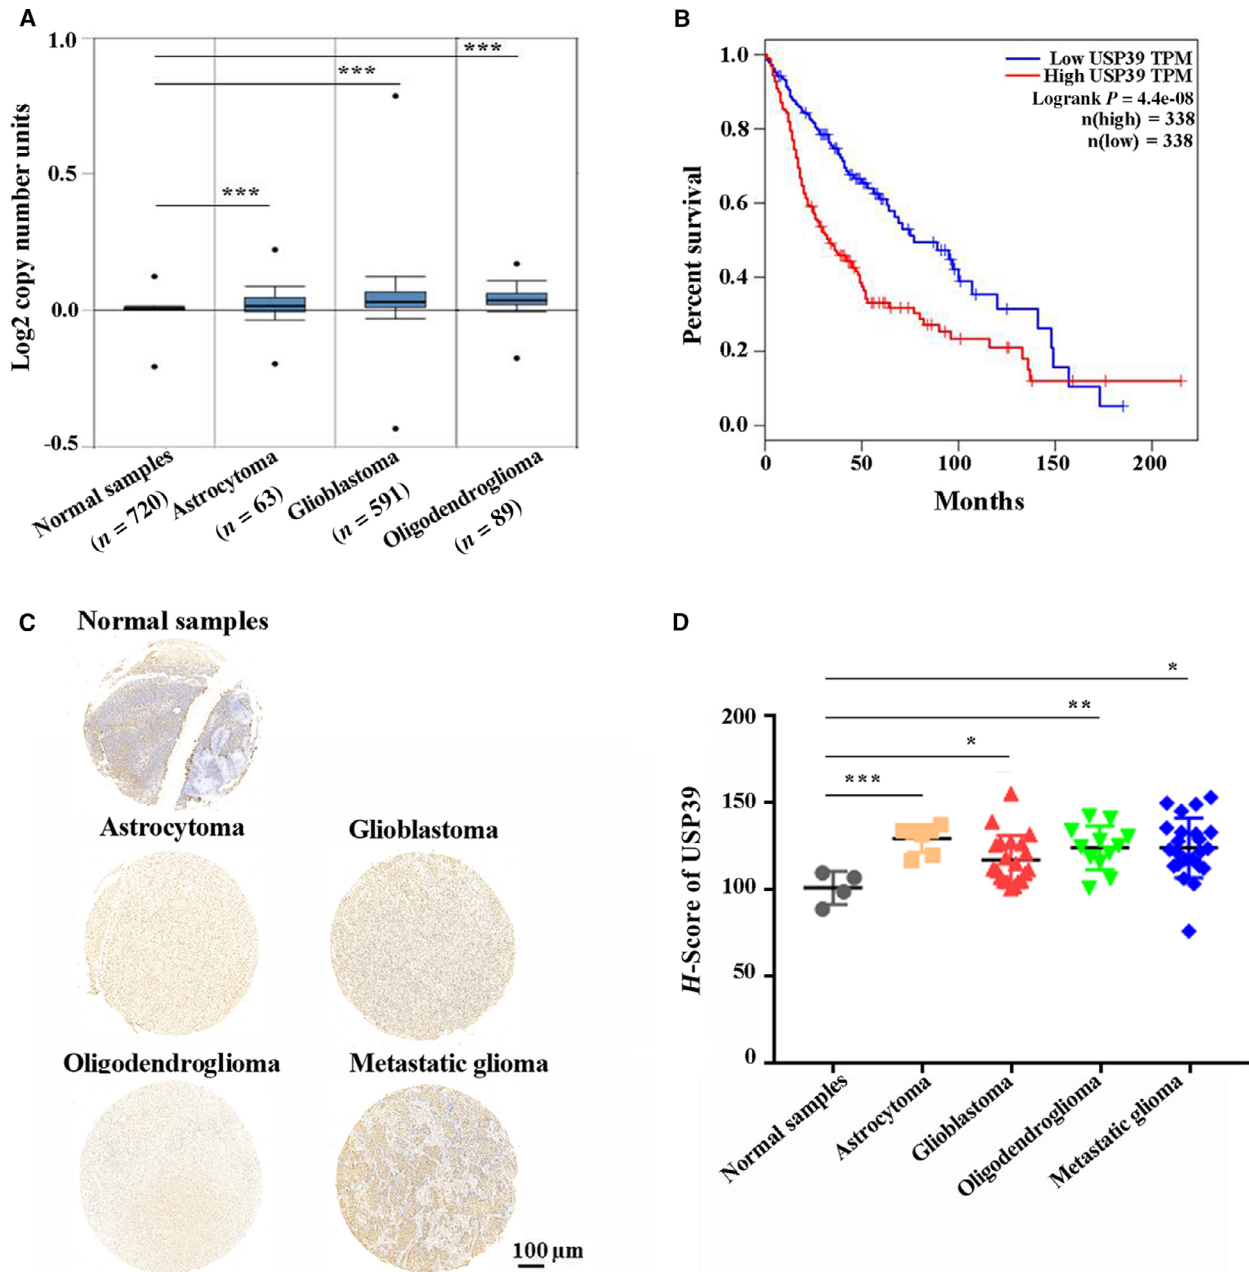 A
1.0
0.5
0.0
-0.5
Log2 copy number units
***
***
***
Normal samples
(n = 720)
Astrocytoma
(n = 63)
Glioblastoma
(n = 591)
Oligodendroglioma
(n = 89)
B
1.0
0.8
0.6
0.4
0.2
0.0
Percent survival
Low USP39 TPM
High USP39 TPM
Logrank P = 4.4e-08
n(high) = 338
n(low) = 338
0 50 100 150 200
Months
C
Normal samples
Astrocytoma
Glioblastoma
Oligodendroglioma
Metastatic glioma
100 µm
D
*
**
*
***
200
150
100
50
0
H-Score of USP39
Normal samples
Astrocytoma
Glioblastoma
Oligodendroglioma
Metastatic glioma